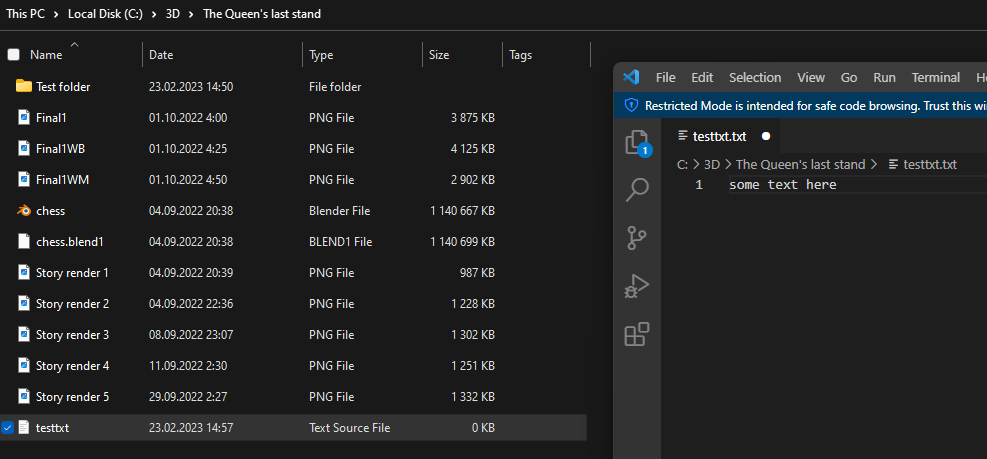 This PC > Local Disk (C:) > 3D > The Queen's last stand
Name Date Type Size Tags
Test folder 23.02.2023 14:50 File folder
Final1 01.10.2022 4:00 PNG File 3 875 KB
Final1WB 01.10.2022 4:25 PNG File 4 125 KB
Final1WM 01.10.2022 4:50 PNG File 2 902 KB
chess 04.09.2022 20:38 Blender File 1 140 667 KB
chess.blend1 04.09.2022 20:38 BLEND1 File 1 140 699 KB
Story render 1 04.09.2022 20:39 PNG File 987 KB
Story render 2 04.09.2022 22:36 PNG File 1 228 KB
Story render 3 08.09.2022 23:07 PNG File 1 302 KB
Story render 4 11.09.2022 2:30 PNG File 1 251 KB
Story render 5 29.09.2022 2:27 PNG File 1 332 KB
testtxt 23.02.2023 14:57 Text Source File 0 KB
File Edit Selection View Go Run Terminal He
Restricted Mode is intended for safe code browsing. Trust this wi
1
testtxt.txt
C: > 3D > The Queen's last stand > testtxt.txt
1 some text here